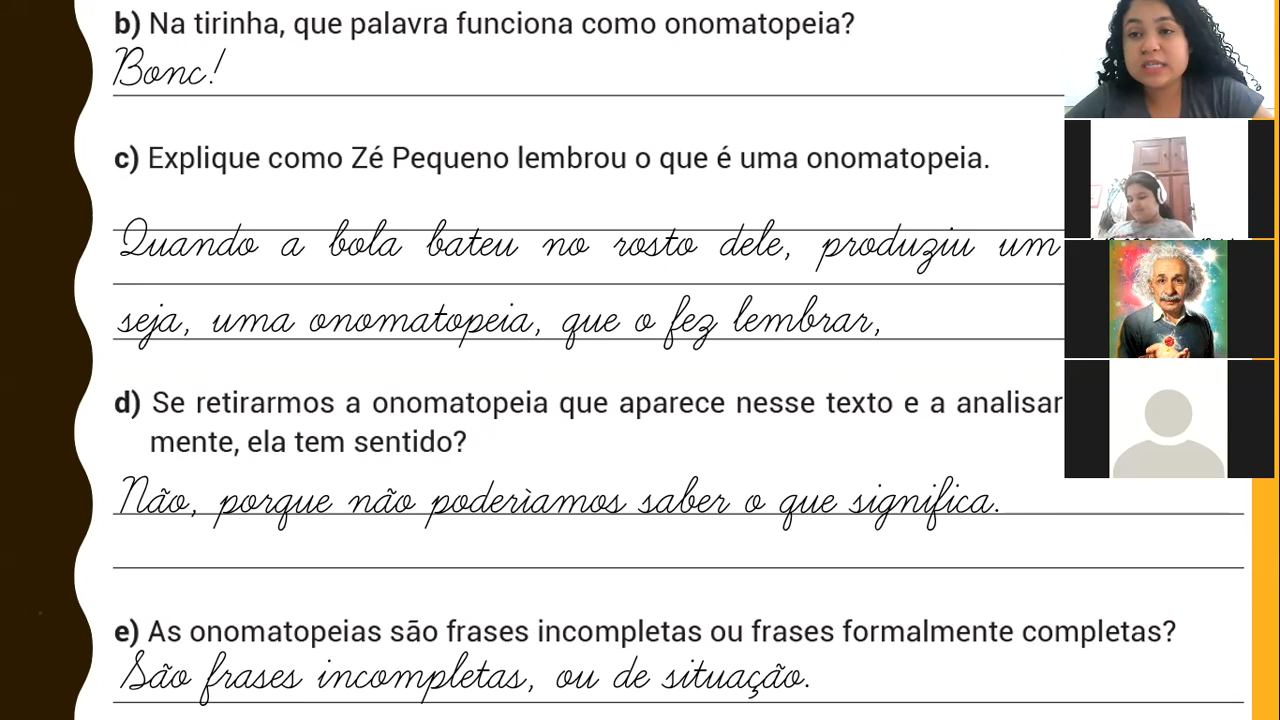 b) Na tirinha, que palavra funciona como onomatopeia?
Bonc!
c) Explique como Zé Pequeno lembrou o que é uma onomatopeia.
Quando a bola bateu no rosto dele, produziu um
seja, uma onomatopeia, que o fez lembrar,
d) Se retirarmos a onomatopeia que aparece nesse texto e a analisar
mente, ela tem sentido?
Não, porque não poderìamos saber o que significa.
e) As onomatopeias são frases incompletas ou frases formalmente completas?
São frases incompletas, ou de situação.